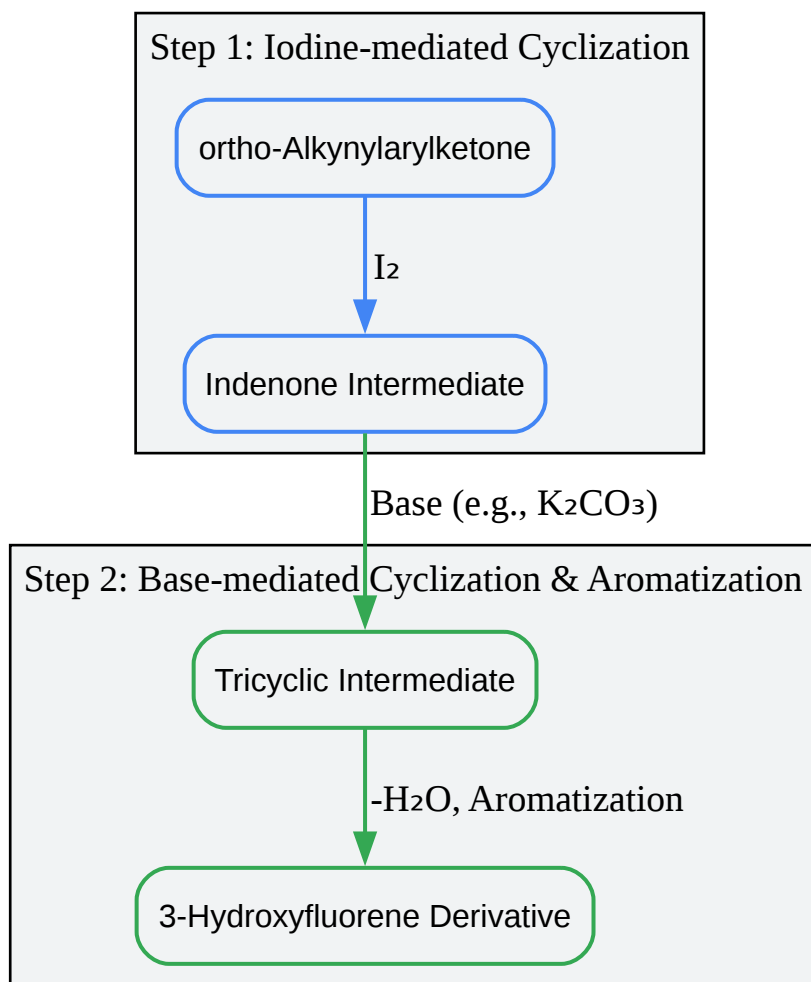 Step 1: Iodine-mediated Cyclization
ortho-Alkynylarylketone
I₂
Indenone Intermediate
Base (e.g., K₂CO₃)
Step 2: Base-mediated Cyclization & Aromatization
Tricyclic Intermediate
-H₂O, Aromatization
3-Hydroxyfluorene Derivative